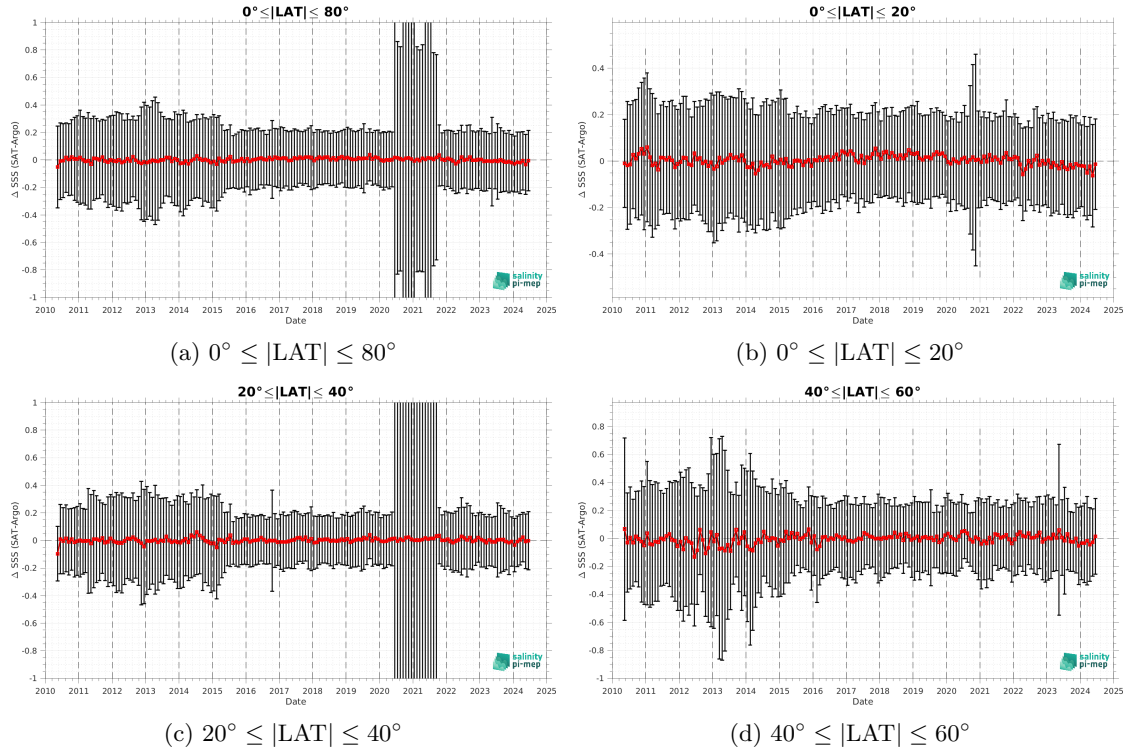 0°≤|LAT|≤ 80°
Δ SSS (SAT-Argo)
1
0.8
0.6
0.4
0.2
0
-0.2
-0.4
-0.6
-0.8
-1
2010 2011 2012 2013 2014 2015 2016 2017 2018 2019 2020 2021 2022 2023 2024 2025
Date
salinity
pi-mep
(a) 0° ≤ |LAT| ≤ 80°
0°≤|LAT|≤ 20°
Δ SSS (SAT-Argo)
0.4
0.2
0
-0.2
-0.4
2010 2011 2012 2013 2014 2015 2016 2017 2018 2019 2020 2021 2022 2023 2024 2025
Date
salinity
pi-mep
(b) 0° ≤ |LAT| ≤ 20°
20°≤|LAT|≤ 40°
Δ SSS (SAT-Argo)
1
0.8
0.6
0.4
0.2
0
-0.2
-0.4
-0.6
-0.8
-1
2010 2011 2012 2013 2014 2015 2016 2017 2018 2019 2020 2021 2022 2023 2024 2025
Date
salinity
pi-mep
(c) 20° ≤ |LAT| ≤ 40°
40°≤|LAT|≤ 60°
Δ SSS (SAT-Argo)
0.8
0.6
0.4
0.2
0
-0.2
-0.4
-0.6
-0.8
-1
2010 2011 2012 2013 2014 2015 2016 2017 2018 2019 2020 2021 2022 2023 2024 2025
Date
salinity
pi-mep
(d) 40° ≤ |LAT| ≤ 60°